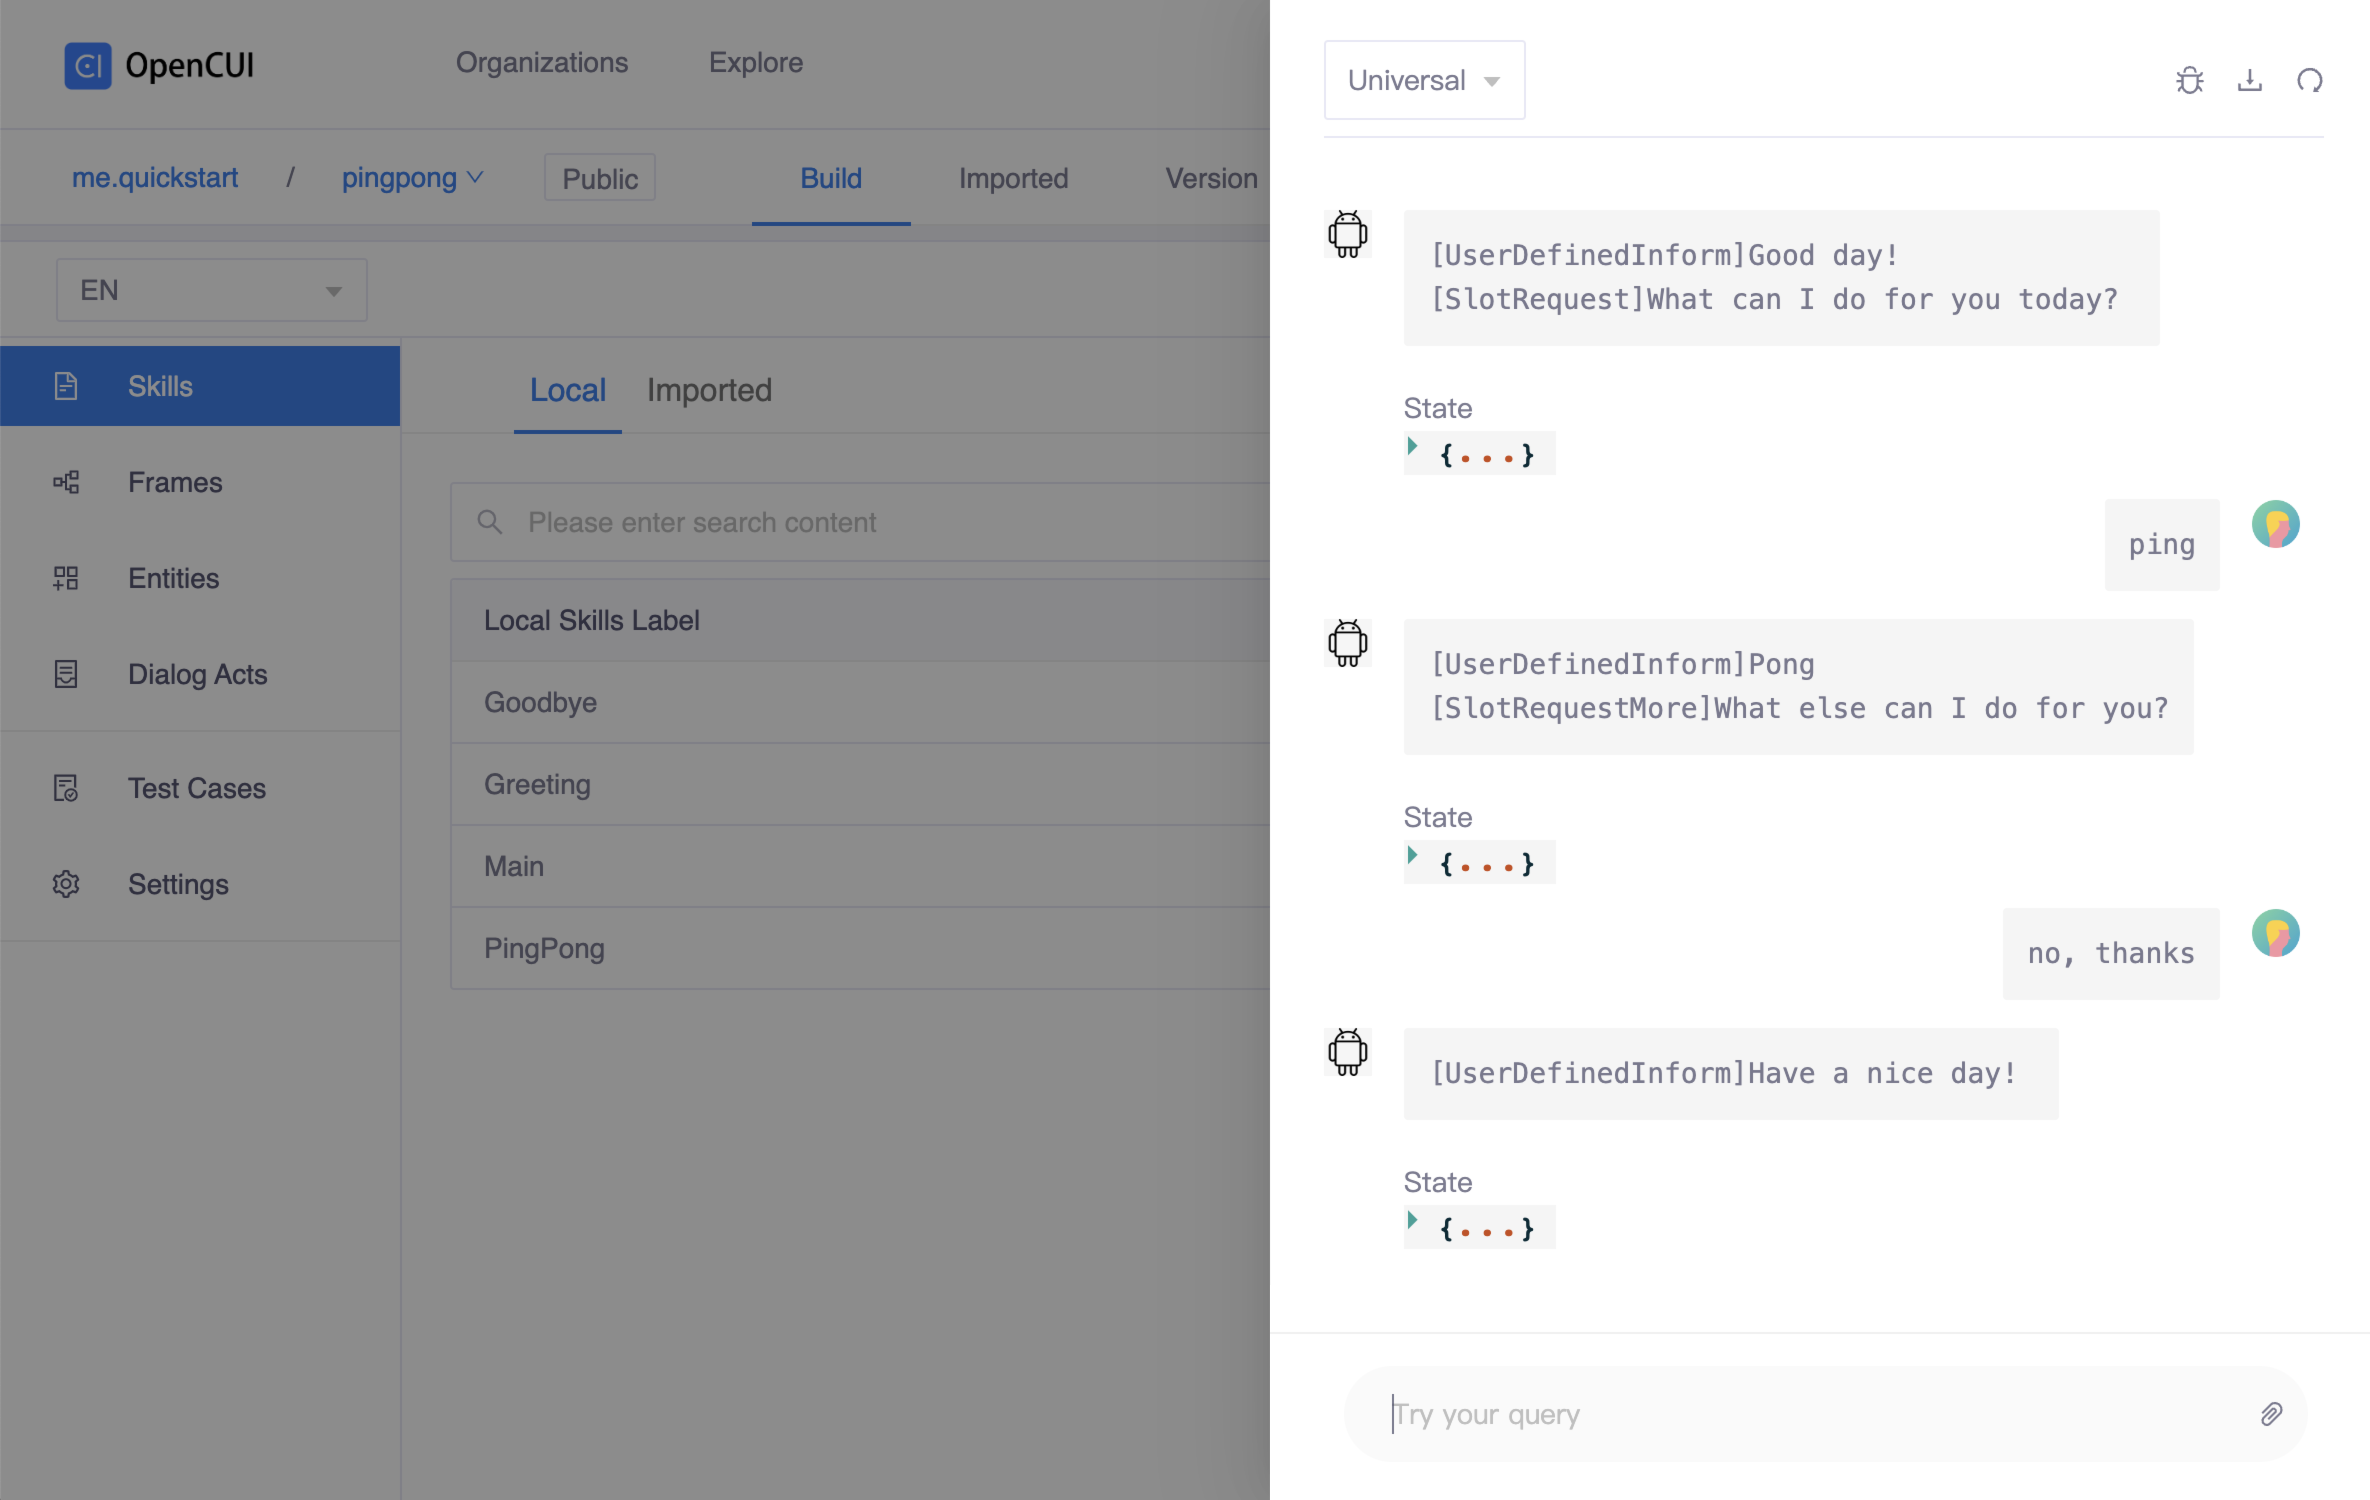 CI OpenCUI
Organizations
Explore
me.quickstart / pingpong
Public
Build
Imported
Version
EN
Skills
Frames
Entities
Dialog Acts
Test Cases
Settings
Local
Imported
Please enter search content
Local Skills Label
Goodbye
Greeting
Main
PingPong
Universal
[UserDefinedInform]Good day!
[SlotRequest]What can I do for you today?
State
{...}
ping
[UserDefinedInform]Pong
[SlotRequestMore]What else can I do for you?
State
{...}
no, thanks
[UserDefinedInform]Have a nice day!
State
{...}
Try your query